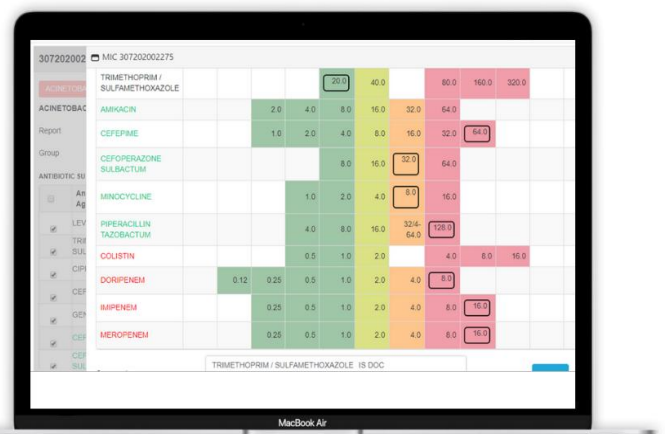 307202002
MIC 307202002275
ACINETOBA
ACINETOBAC
Report
Group
ANTIBIOTIC SU
An
Ag
LEV
TRI
SUL
CIP
CEF
GEN
CEF
CEF
SUL
TRIMETHOPRIM /
SULFAMETHOXAZOLE
20.0 40.0 80.0 160.0 320.0
AMIKACIN 2.0 4.0 8.0 16.0 32.0 64.0
CEFEPIME 1.0 2.0 4.0 8.0 16.0 32.0 64.0
CEFOPERAZONE
SULBACTUM
8.0 16.0 32.0 64.0
MINOCYCLINE 1.0 2.0 4.0 8.0 16.0
PIPERACILLIN
TAZOBACTUM
4.0 8.0 16.0 32/4-
64.0 128.0
COLISTIN 0.5 1.0 2.0 4.0 8.0 16.0
DORIPENEM 0.12 0.25 0.5 1.0 2.0 4.0 8.0
IMIPENEM 0.25 0.5 1.0 2.0 4.0 8.0 16.0
MEROPENEM 0.25 0.5 1.0 2.0 4.0 8.0 16.0
TRIMETHOPRIM / SULFAMETHOXAZOLE IS DOC
MacBook Air